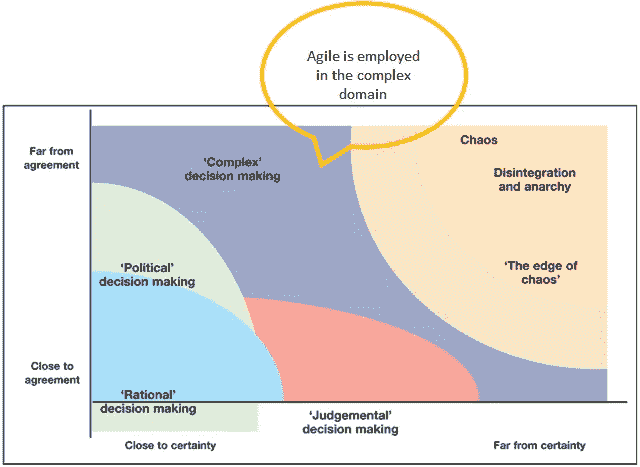 Agile is employed
in the complex
domain
Far from
agreement
'Complex'
decision making
Chaos
Disintegration
and anarchy
'The edge of
chaos'
'Political'
decision making
Close to
agreement
'Rational'
decision making
'Judgemental'
decision making
Close to certainty
Far from certainty